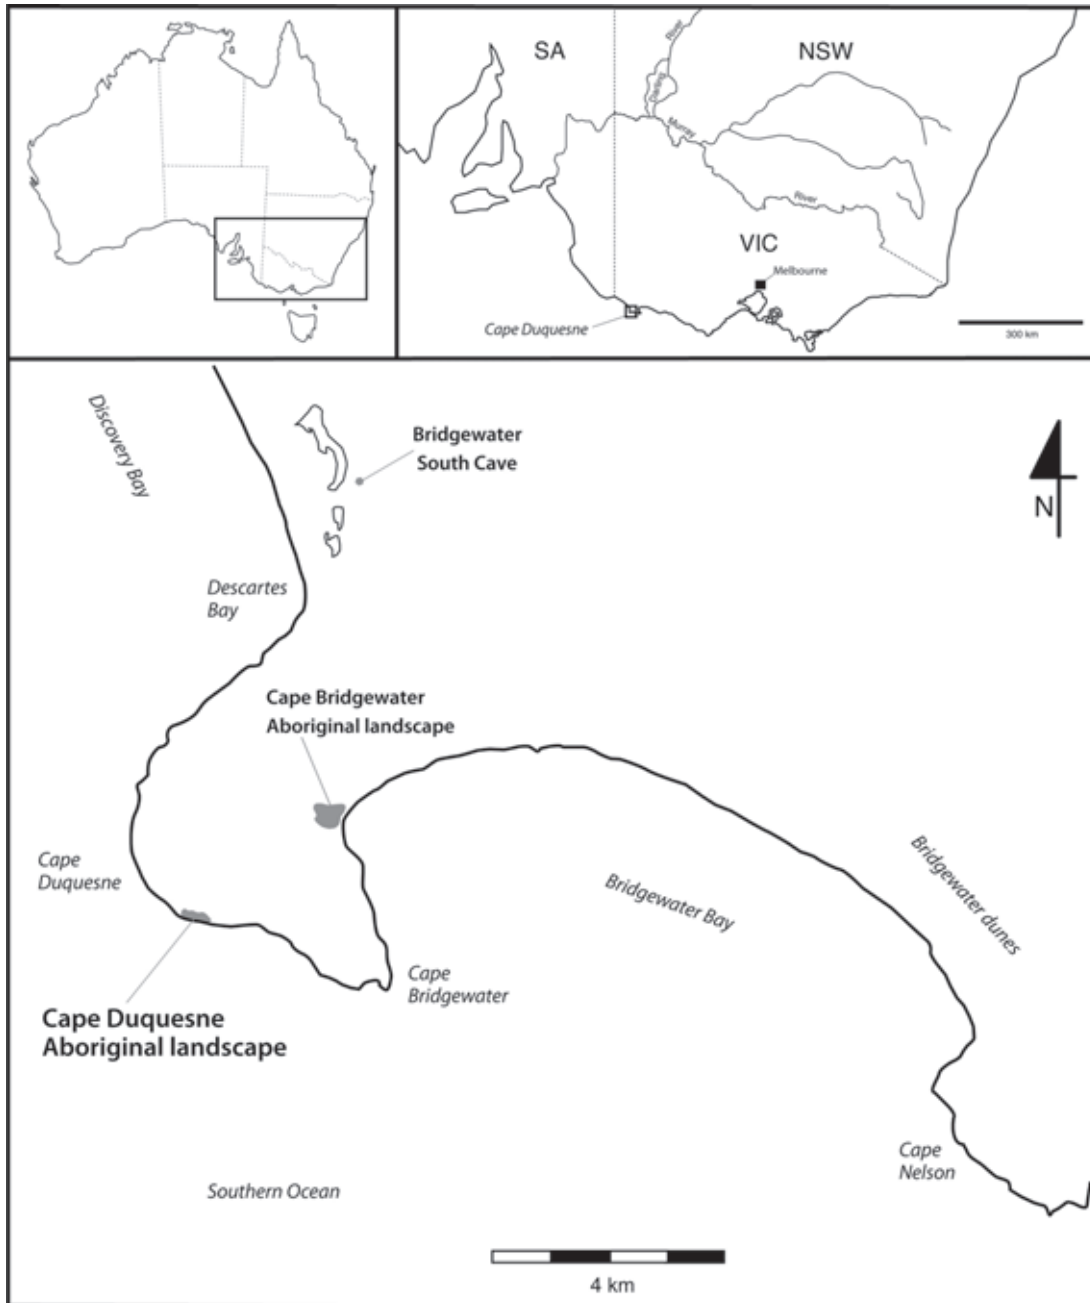 SA
NSW
River
Darling
Murray
River
VIC
Melbourne
Cape Duquesne
300 km
Discovery Bay
Bridgewater
South Cave
N
Descartes
Bay
Cape Bridgewater
Aboriginal landscape
Cape
Duquesne
Bridgewater Bay
Bridgewater dunes
Cape
Bridgewater
Cape Duquesne
Aboriginal landscape
Cape
Nelson
Southern Ocean
4 km